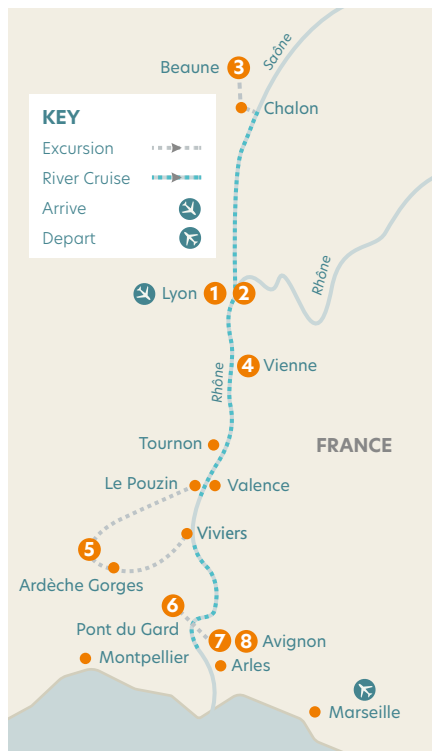 Saône
Beaune 3
Chalon
KEY
Excursion
River Cruise
Arrive
Depart
Rhône
Lyon 1 2
Rhône
4 Vienne
Tournon
FRANCE
Le Pouzin
Valence
Viviers
5
Ardèche Gorges
6
Pont du Gard
7 8 Avignon
Montpellier
Arles
Marseille